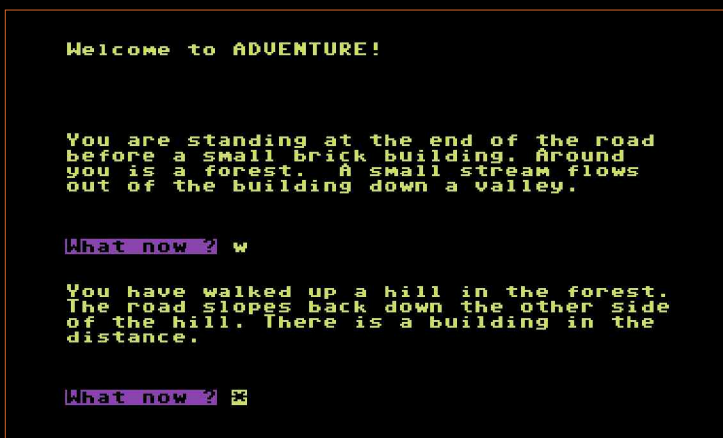 Welcome to ADVENTURE!
You are standing at the end of the road
before a small brick building. Around
you is a forest.  A small stream flows
out of the building down a valley.
What now ? w
You have walked up a hill in the forest.
The road slopes back down the other side
of the hill. There is a building in the
distance.
What now ? *